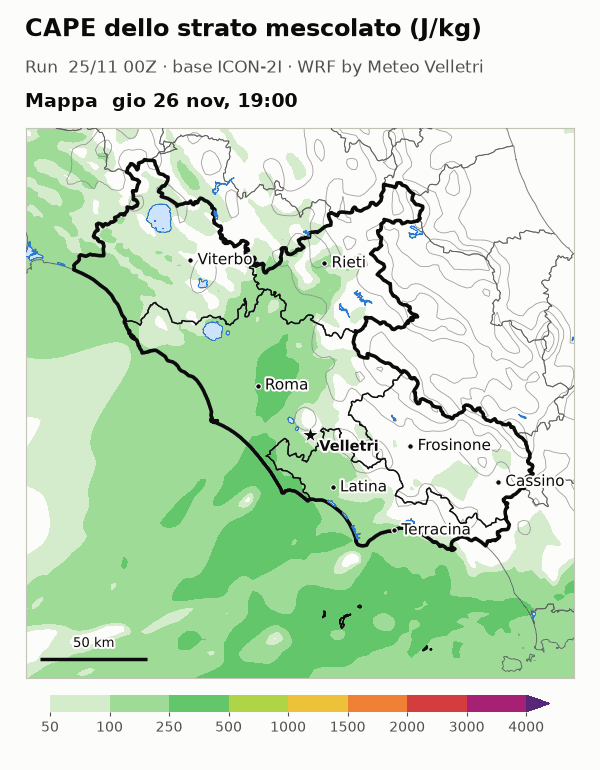 CAPE dello strato mescolato (J/kg)
Run  25/11 00Z · base ICON-2I · WRF by Meteo Velletri
Mappa  gio 26 nov, 19:00
Viterbo
Rieti
Roma
Velletri
Frosinone
Cassino
Latina
Terracina
50 km
50 100 250 500 1000 1500 2000 3000 4000